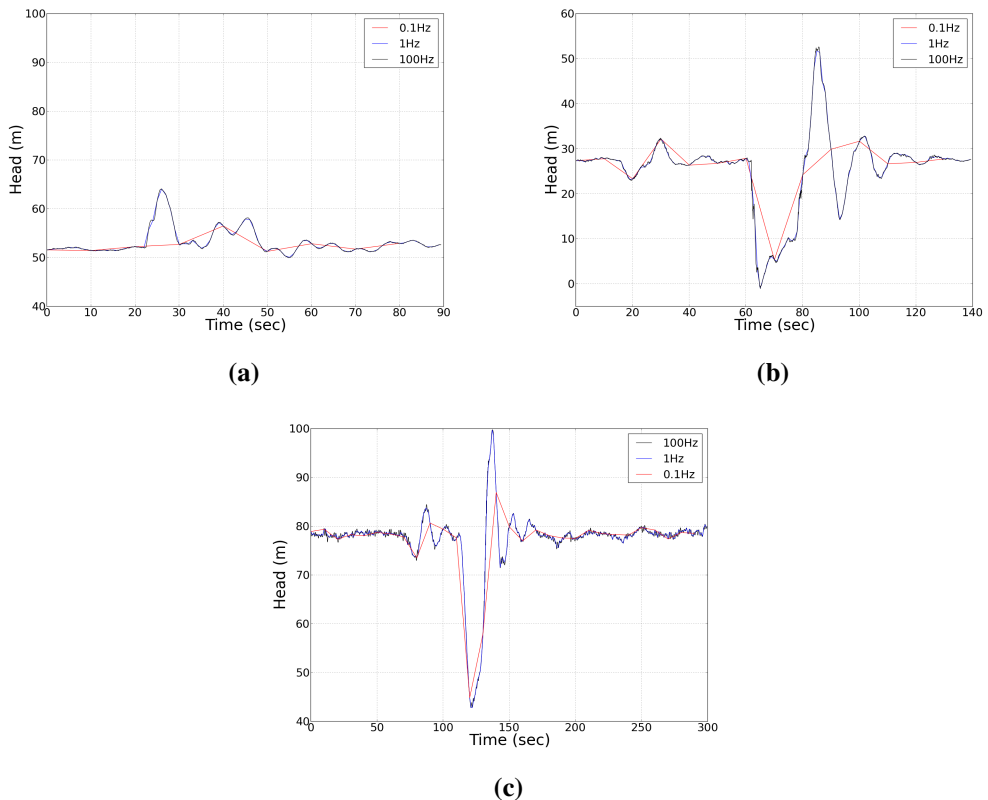 100
90
80
70
60
50
40
Head (m)
0 10 20 30 40 50 60 70 80 90
Time (sec)
0.1Hz
1Hz
100Hz
(a)
60
50
40
30
20
10
0
Head (m)
0 20 40 60 80 100 120 140
Time (sec)
0.1Hz
1Hz
100Hz
(b)
100
90
80
70
60
50
40
Head (m)
0 50 100 150 200 250 300
Time (sec)
100Hz
1Hz
0.1Hz
(c)